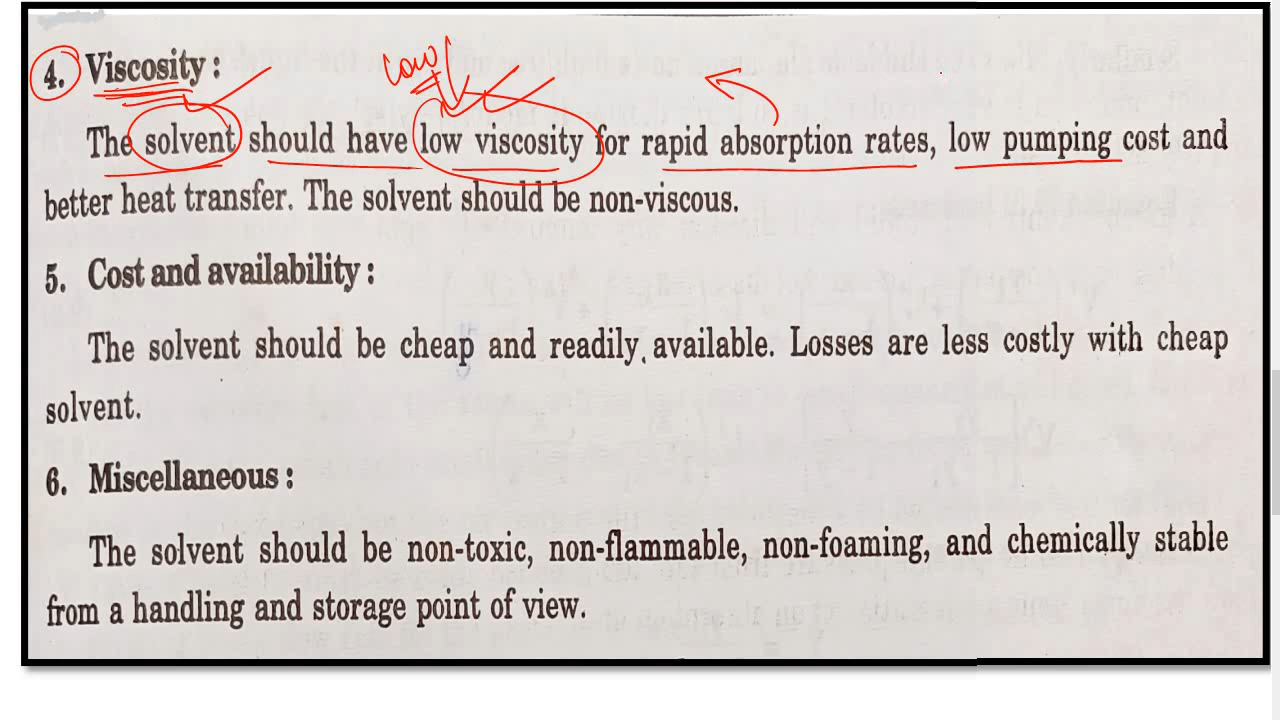 4. Viscosity :
low
The solvent should have low viscosity for rapid absorption rates, low pumping cost and
better heat transfer. The solvent should be non-viscous.
5. Cost and availability :
The solvent should be cheap and readily available. Losses are less costly with cheap
solvent.
6. Miscellaneous :
The solvent should be non-toxic, non-flammable, non-foaming, and chemically stable
from a handling and storage point of view.